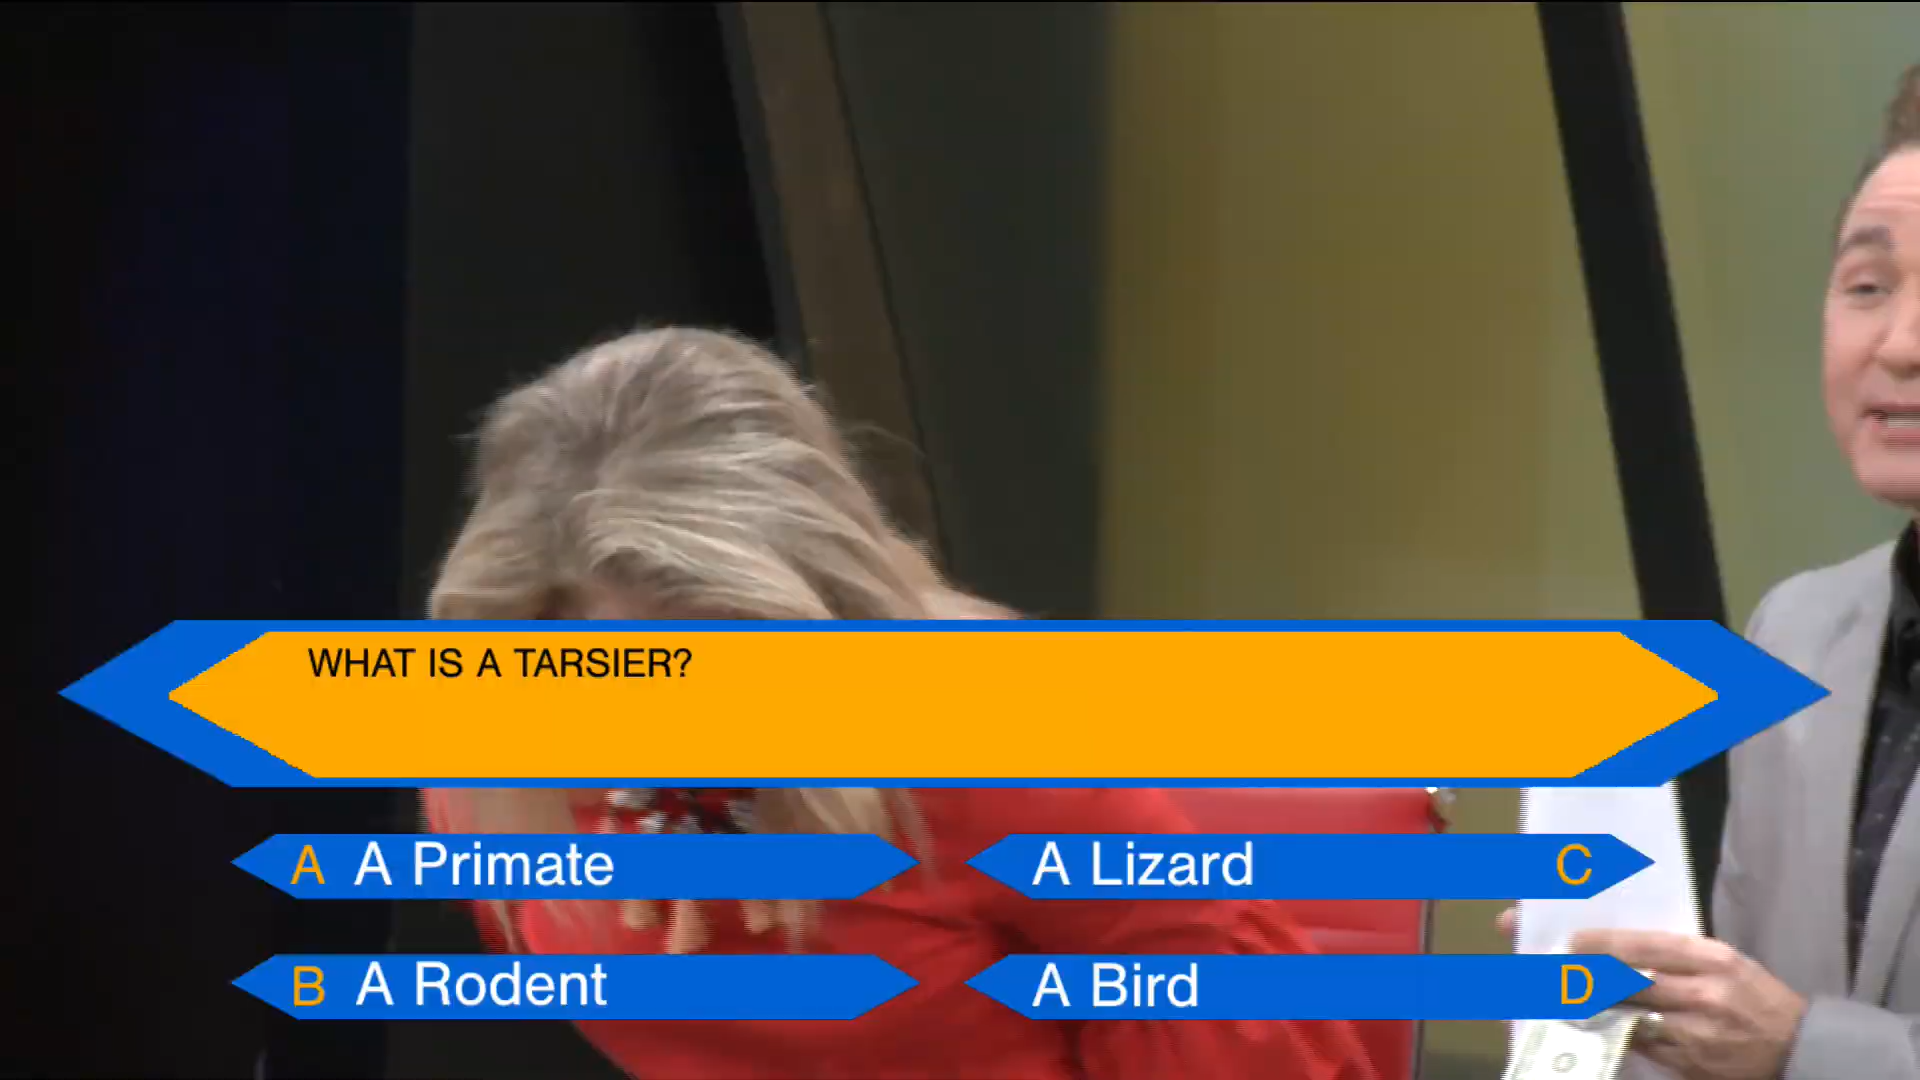 WHAT IS A TARSIER?
A A Primate
A Lizard C
B A Rodent
A Bird D